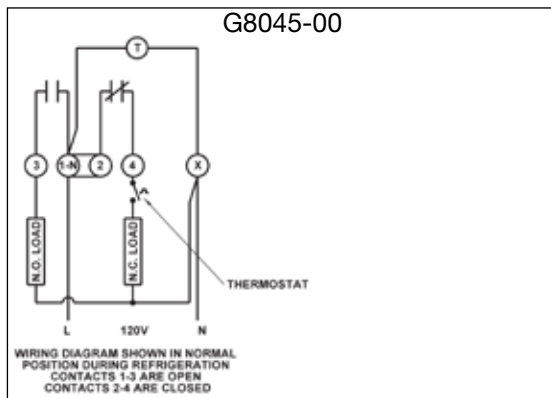 G8045-00
T
3
1-N
2
4
X
N.O. LOAD
N.C. LOAD
THERMOSTAT
L 120V N
WIRING DIAGRAM SHOWN IN NORMAL
POSITION DURING REFRIGERATION
CONTACTS 1-3 ARE OPEN
CONTACTS 2-4 ARE CLOSED